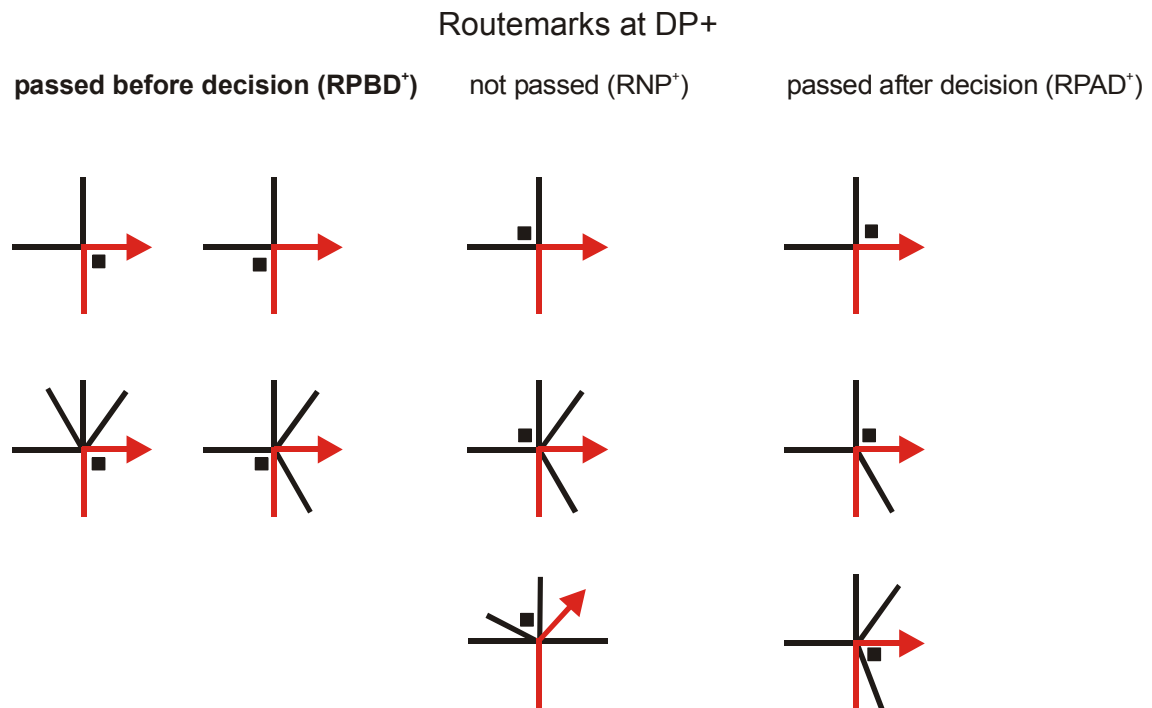 Routemarks at DP+
passed before decision (RPBD⁺) not passed (RNP⁺) passed after decision (RPAD⁺)